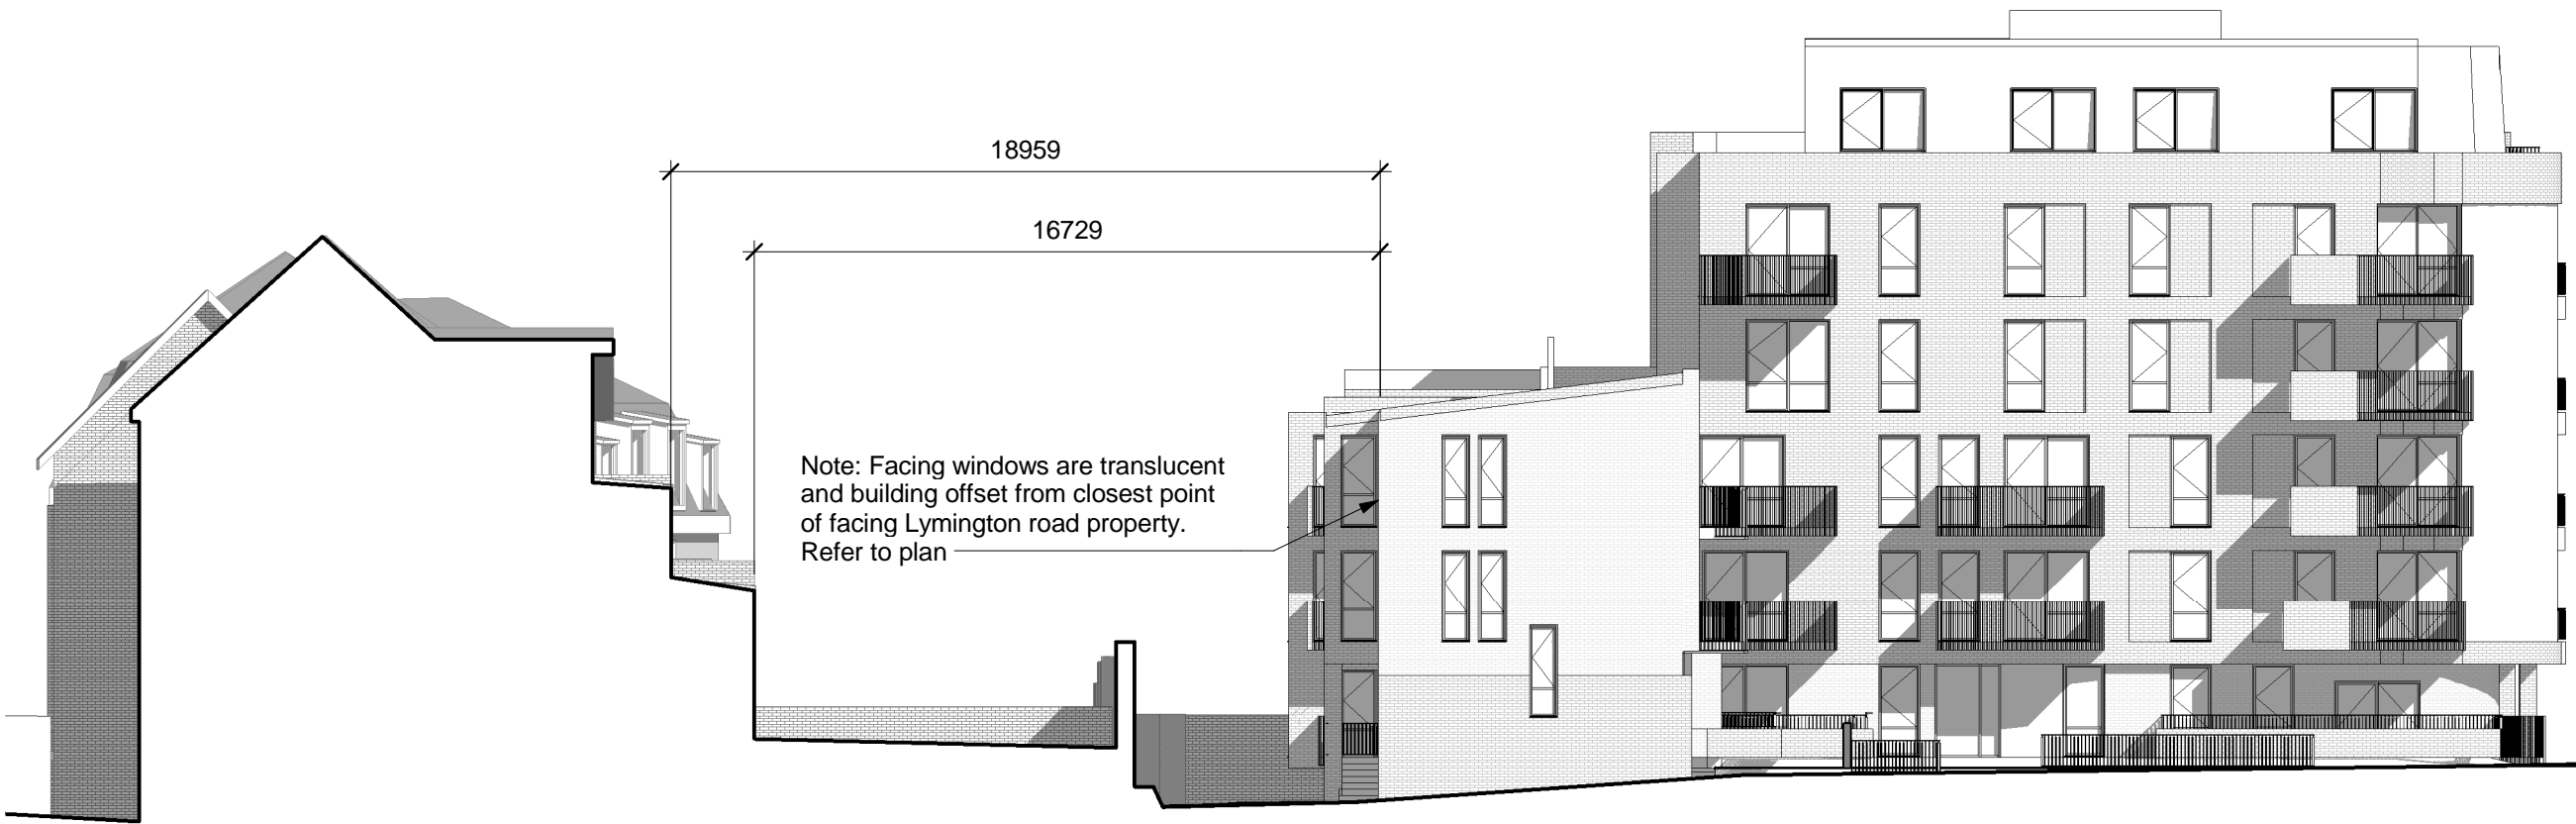 18959
16729
Note: Facing windows are translucent
and building offset from closest point
of facing Lymington road property.
Refer to plan